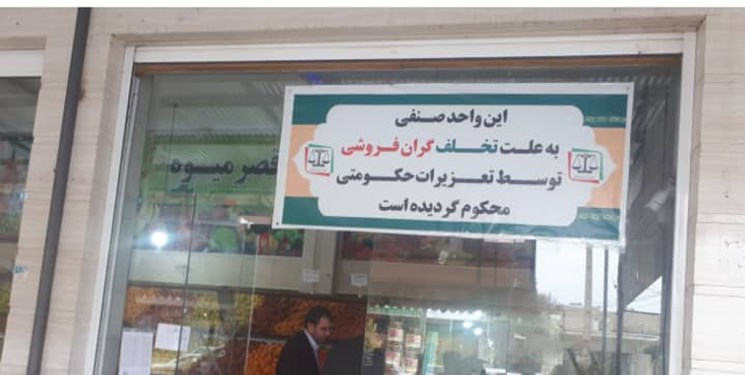 این واحد صنفی
به علت تخلف گران فروشی
توسط تعزیرات حکومتی
محکوم گردیده است
قصر میوه